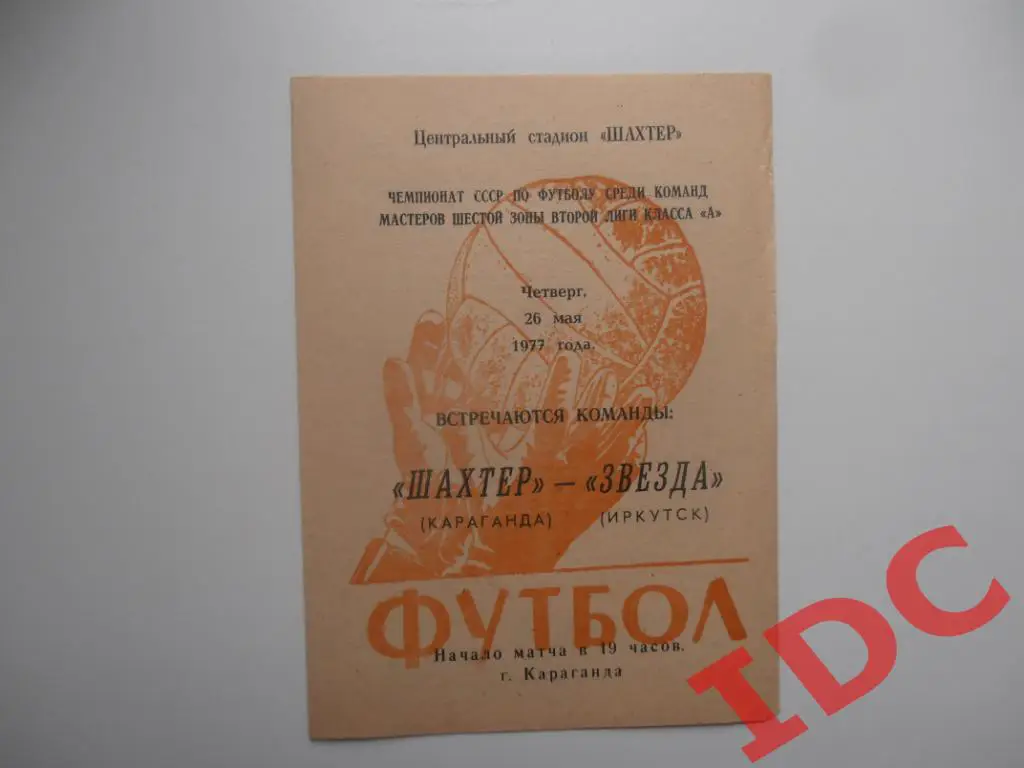 Центральный стадион «ШАХТЕР»
ЧЕМПИОНАТ СССР ПО ФУТБОЛУ СРЕДИ КОМАНД
МАСТЕРОВ ШЕСТОЙ ЗОНЫ ВТОРОЙ ЛИГИ КЛАССА «А»
Четверг.
26 мая
1977 года.
ВСТРЕЧАЮТСЯ КОМАНДЫ:
«ШАХТЕР» — «ЗВЕЗДА»
(КАРАГАНДА) (ИРКУТСК)
ФУТБОЛ
Начало матча в 19 часов.
г. Караганда
IDC